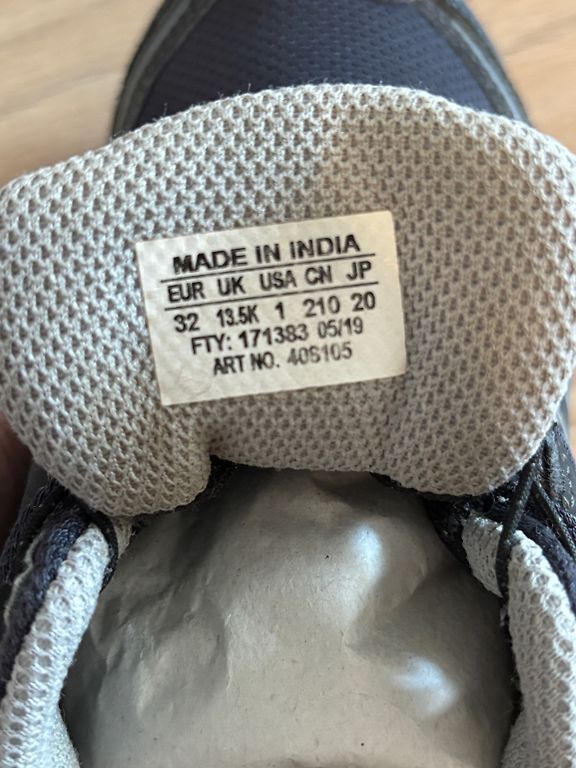 MADE IN INDIA
EUR UK USA CN JP
32 13.5K 1 210 20
FTY: 171383 05/19
ART NO. 408105